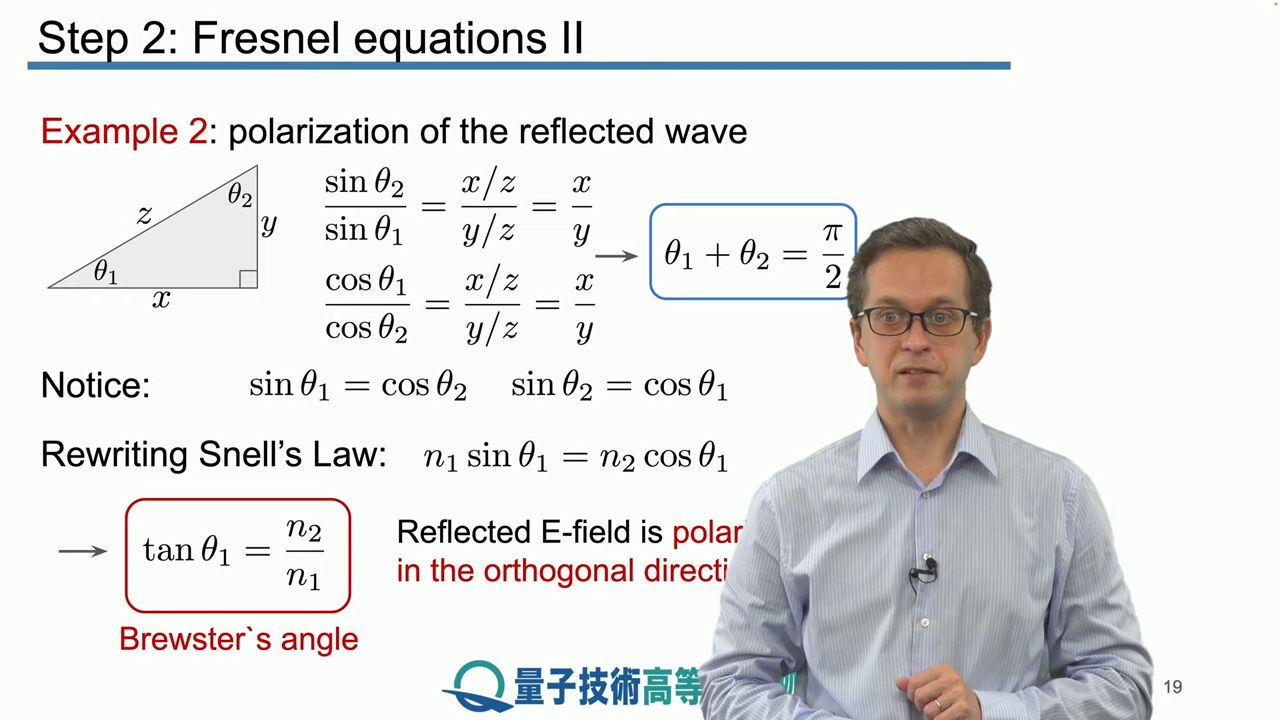 Step 2: Fresnel equations II
Example 2: polarization of the reflected wave
z θ₂ y θ₁ x
sin θ₂ / sin θ₁ = x/z / y/z = x / y
cos θ₁ / cos θ₂ = x/z / y/z = x / y
→ θ₁ + θ₂ = π / 2
Notice: sin θ₁ = cos θ₂ sin θ₂ = cos θ₁
Rewriting Snell’s Law: n₁ sin θ₁ = n₂ cos θ₁
→ tan θ₁ = n₂ / n₁
Brewster`s angle
Reflected E-field is
in the orthogonal
量子技術高等
19